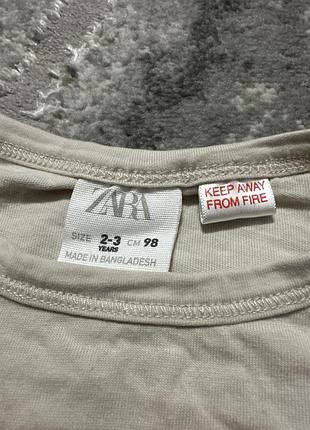 ZARA
SIZE 2-3 YEARS CM 98
MADE IN BANGLADESH
KEEP AWAY
FROM FIRE